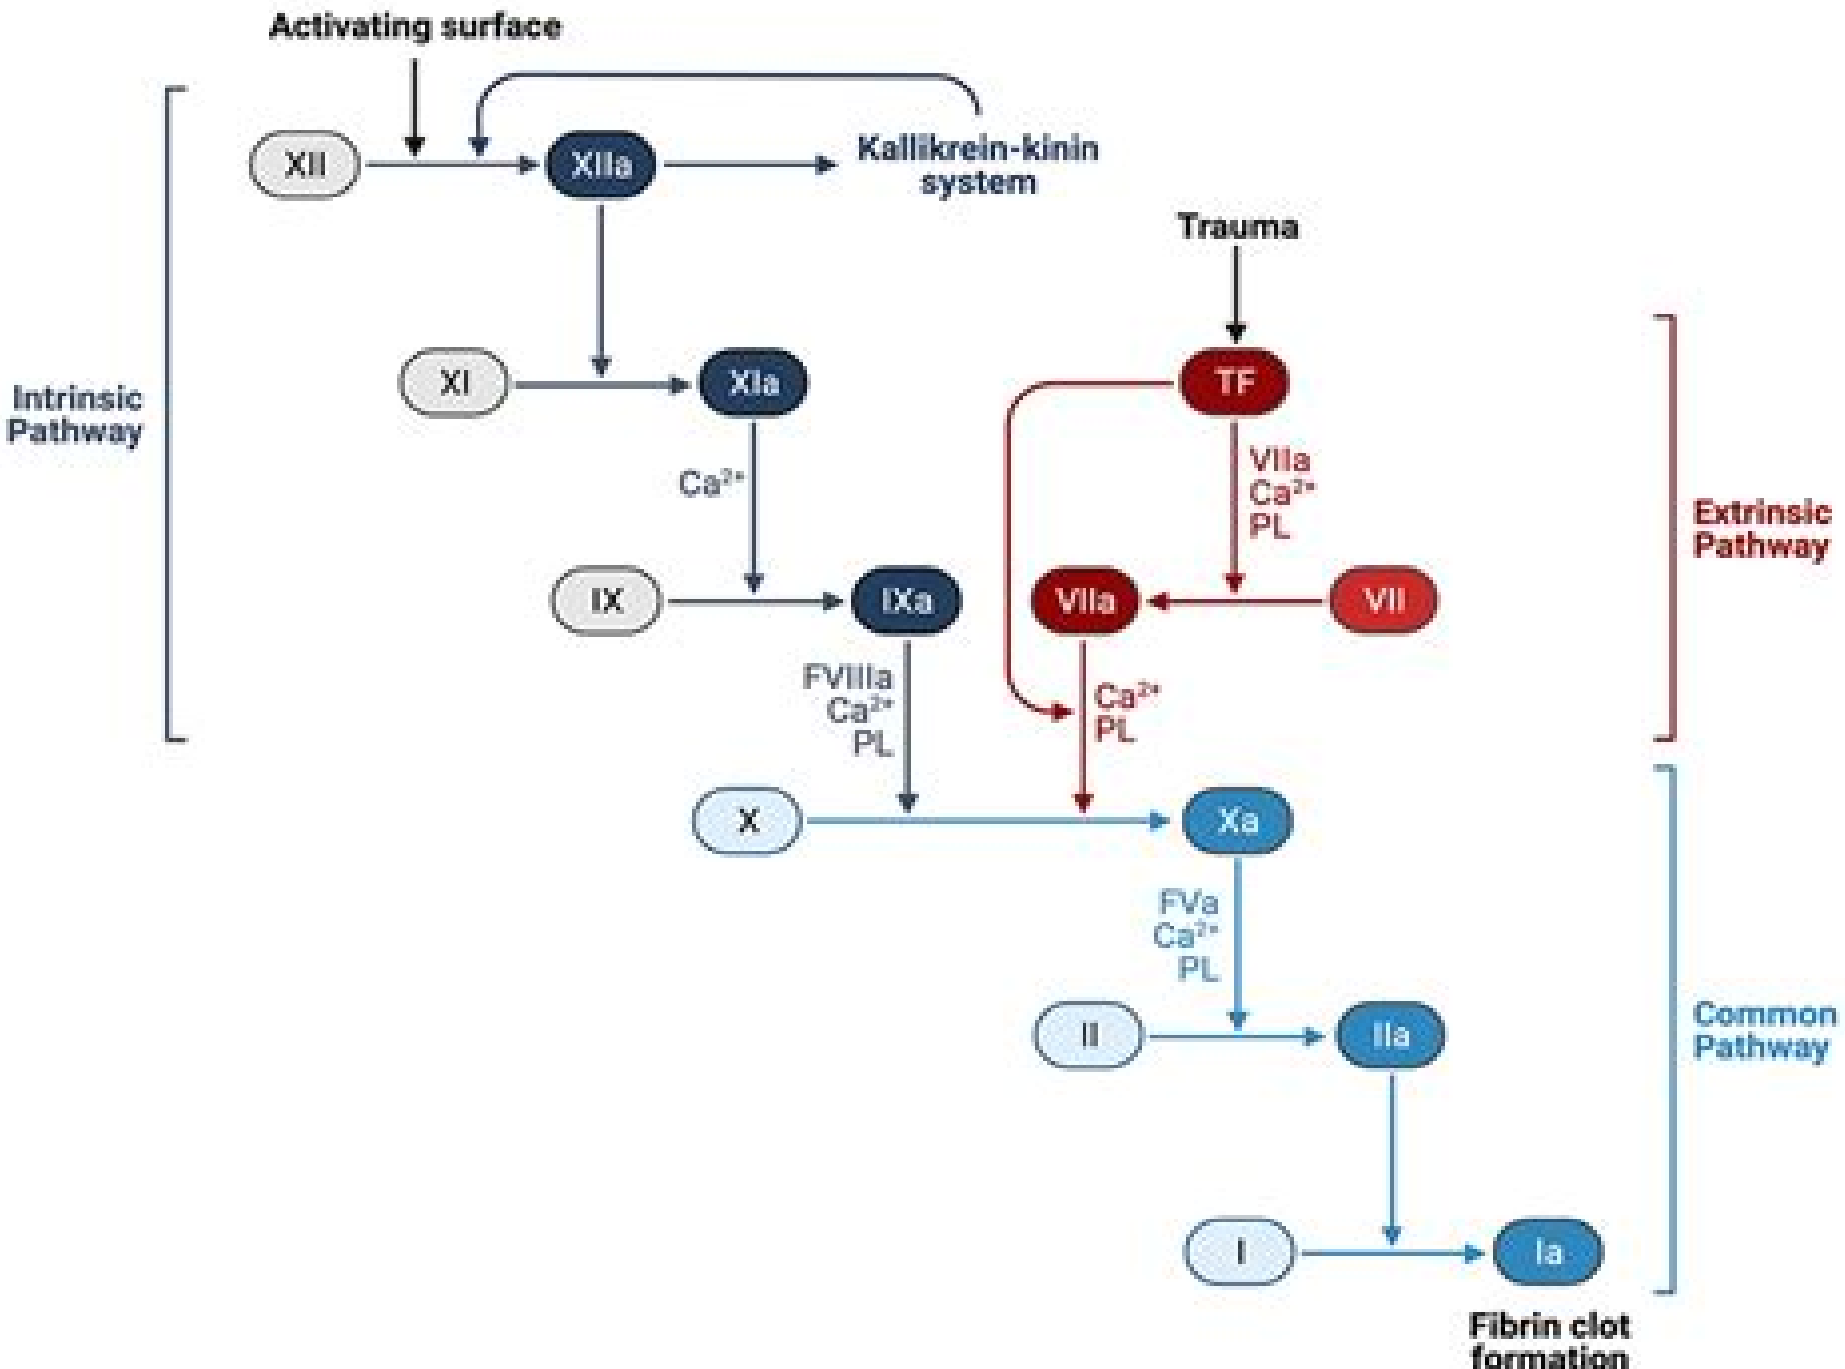 Activating surface
XII
XIIa
Kallikrein-kinin
system
Trauma
Intrinsic
Pathway
XI
XIa
TF
Ca²⁺
VIIa
Ca²⁺
PL
Extrinsic
Pathway
IX
IXa
VIIa
VII
FVIIIa
Ca²⁺
PL
Ca²⁺
PL
X
Xa
FVa
Ca²⁺
PL
II
IIa
Common
Pathway
I
Ia
Fibrin clot
formation